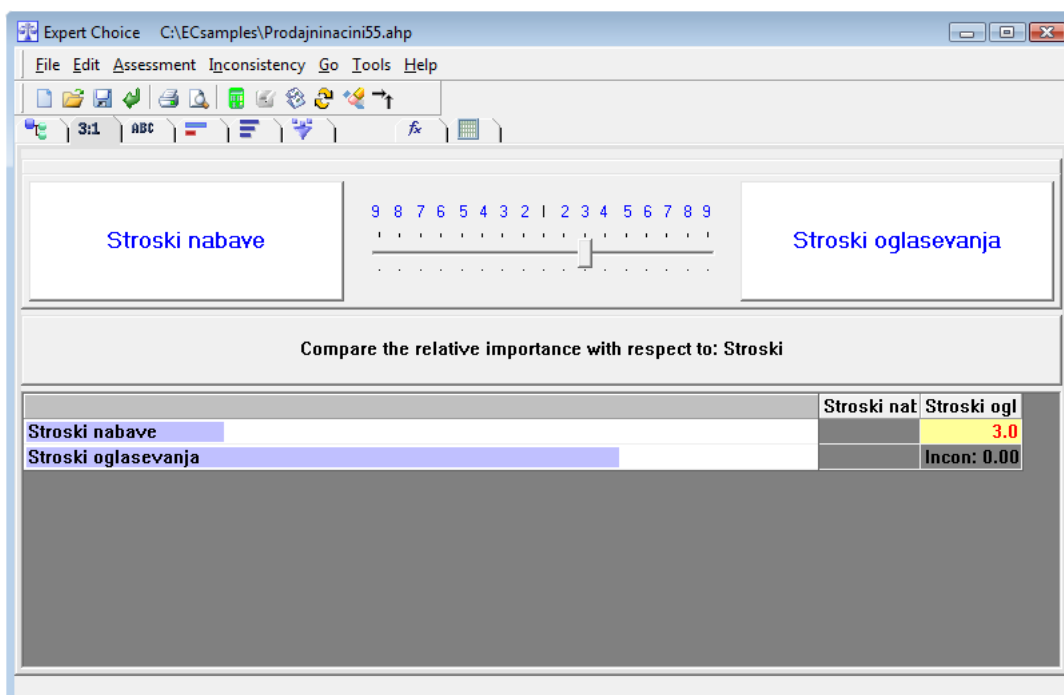 Expert Choice C:\ECsamples\Prodajninacini55.ahp
File Edit Assessment Inconsistency Go Tools Help
3:1 ABC fx
9 8 7 6 5 4 3 2 | 2 3 4 5 6 7 8 9
Stroski nabave Stroski oglasevanja
Compare the relative importance with respect to: Stroski
Stroski nat Stroski ogl
Stroski nabave 3.0
Stroski oglasevanja Incon: 0.00